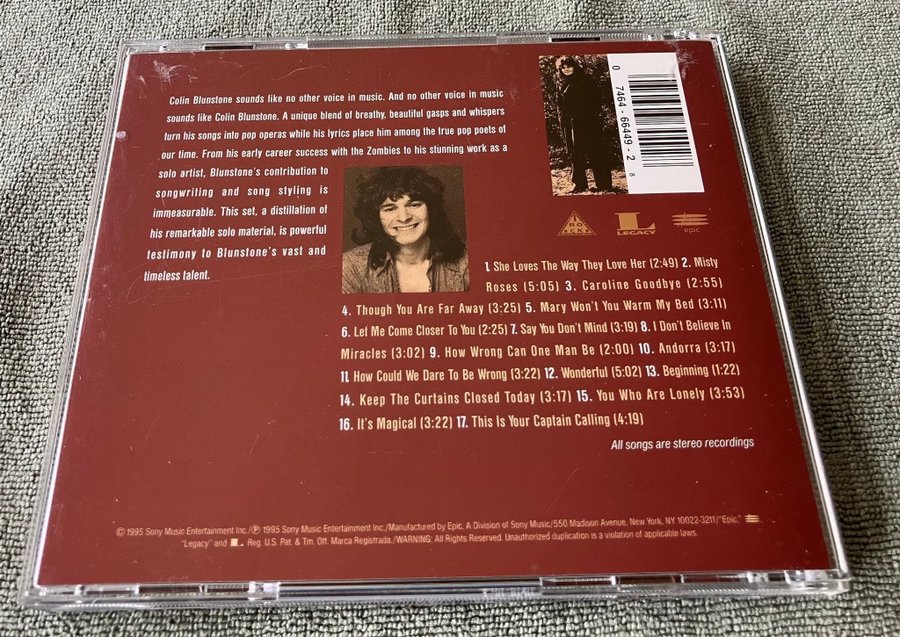 Colin Blunstone sounds like no other voice in music. And no other voice in music
sounds like Colin Blunstone. A unique blend of breathy, beautiful gasps and whispers
turn his songs into pop operas while his lyrics place him among the true pop poets of
our time. From his early career success with the Zombies to his stunning work as a
solo artist, Blunstone's contribution to
songwriting and song styling is
immeasurable. This set, a distillation of
his remarkable solo material, is powerful
testimony to Blunstone's vast and
timeless talent.
0 7464-66449-2 8
LEGACY
epic
1. She Loves The Way They Love Her (2:49) 2. Misty
Roses (5:05) 3. Caroline Goodbye (2:55)
4. Though You Are Far Away (3:25) 5. Mary Won't You Warm My Bed (3:11)
6. Let Me Come Closer To You (2:25) 7. Say You Don't Mind (3:19) 8. I Don't Believe In
Miracles (3:02) 9. How Wrong Can One Man Be (2:00) 10. Andorra (3:17)
11. How Could We Dare To Be Wrong (3:22) 12. Wonderful (5:02) 13. Beginning (1:22)
14. Keep The Curtains Closed Today (3:17) 15. You Who Are Lonely (3:53)
16. It's Magical (3:22) 17. This Is Your Captain Calling (4:19)
All songs are stereo recordings
© 1995 Sony Music Entertainment Inc./℗ 1995 Sony Music Entertainment Inc./Manufactured by Epic, A Division of Sony Music/550 Madison Avenue, New York, NY 10022-3211/"Epic,"
"Legacy" and L Reg. U.S. Pat. & Tm. Off. Marca Registrada./WARNING: All Rights Reserved. Unauthorized duplication is a violation of applicable laws.